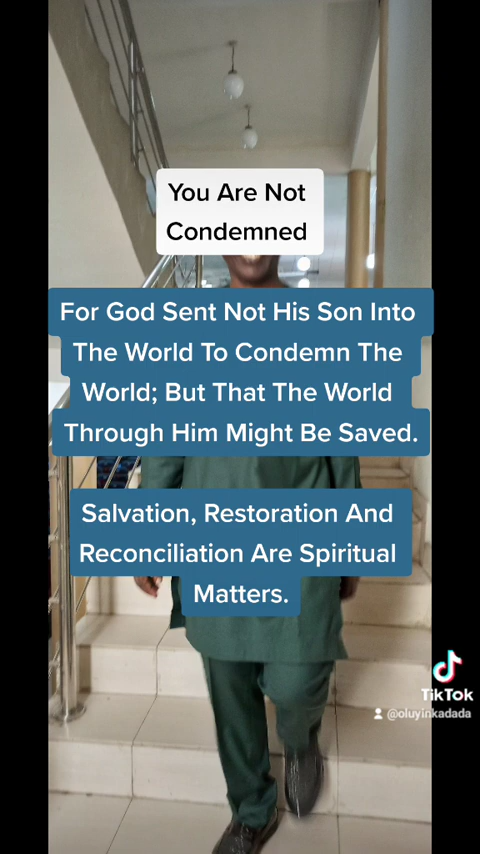 You Are Not
Condemned
For God Sent Not His Son Into
The World To Condemn The
World; But That The World
Through Him Might Be Saved.
Salvation, Restoration And
Reconciliation Are Spiritual
Matters.
TikTok
@oluyinkadada